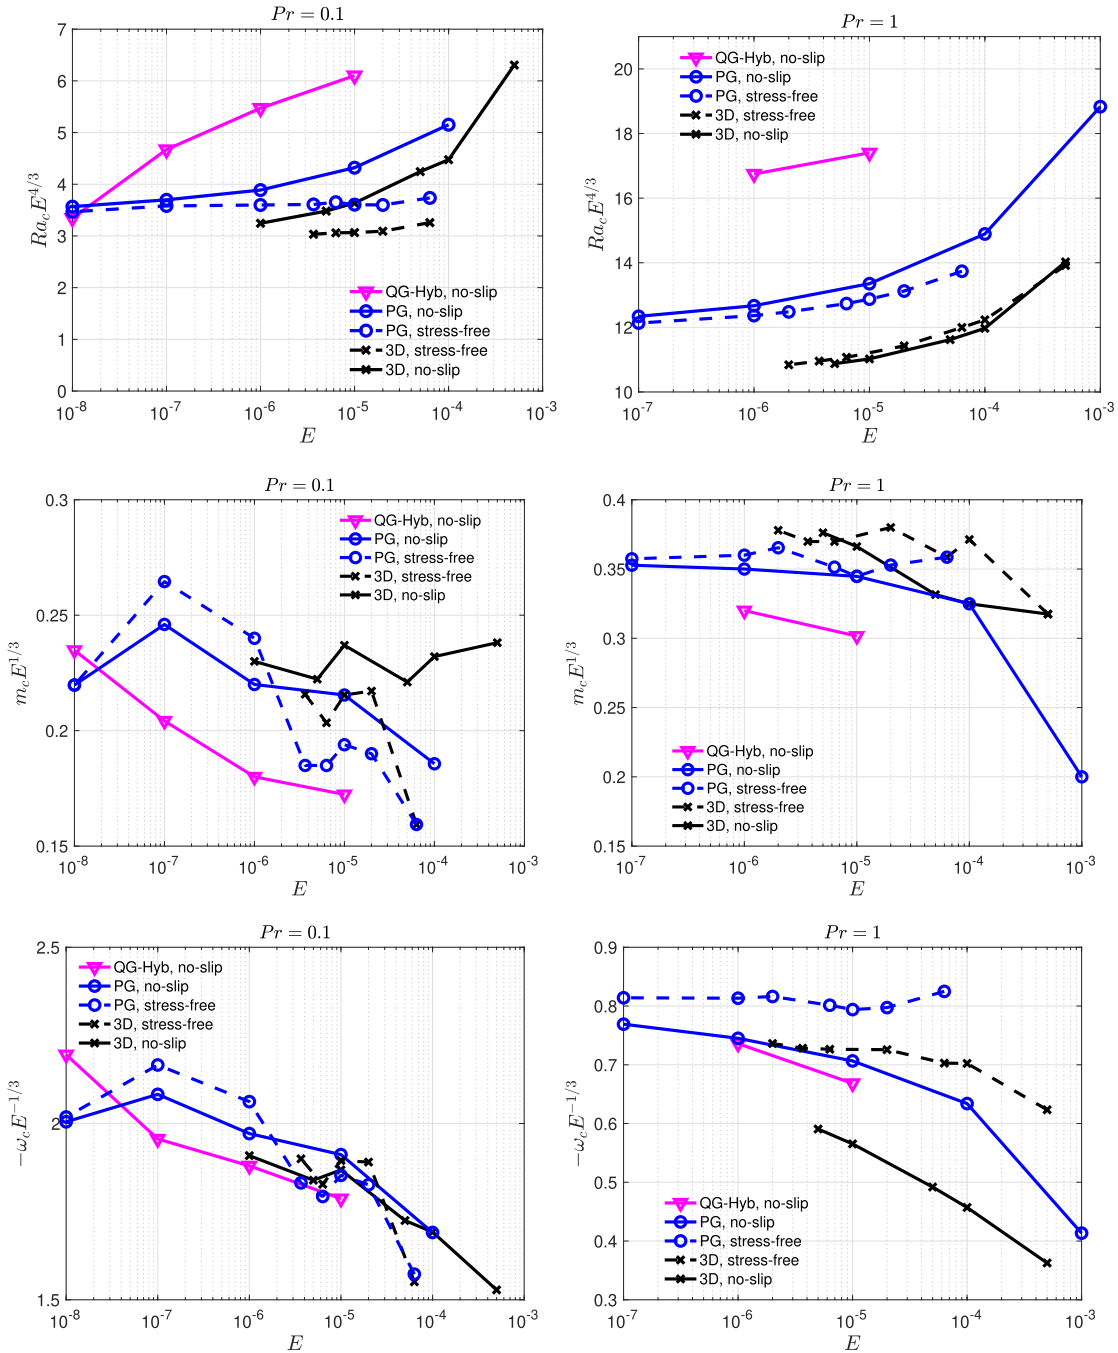 Pr = 0.1
7
6
5
4
3
2
1
0
Ra_c E^{4/3}
QG-Hyb, no-slip
PG, no-slip
PG, stress-free
3D, stress-free
3D, no-slip
10^{-8} 10^{-7} 10^{-6} 10^{-5} 10^{-4} 10^{-3}
E
Pr = 1
20
18
16
14
12
10
Ra_c E^{4/3}
QG-Hyb, no-slip
PG, no-slip
PG, stress-free
3D, stress-free
3D, no-slip
10^{-7} 10^{-6} 10^{-5} 10^{-4} 10^{-3}
E
Pr = 0.1
0.3
0.25
0.2
0.15
m_c E^{1/3}
QG-Hyb, no-slip
PG, no-slip
PG, stress-free
3D, stress-free
3D, no-slip
10^{-8} 10^{-7} 10^{-6} 10^{-5} 10^{-4} 10^{-3}
E
Pr = 1
0.4
0.35
0.3
0.25
0.2
0.15
m_c E^{1/3}
QG-Hyb, no-slip
PG, no-slip
PG, stress-free
3D, stress-free
3D, no-slip
10^{-7} 10^{-6} 10^{-5} 10^{-4} 10^{-3}
E
Pr = 0.1
2.5
2
1.5
−ω_c E^{−1/3}
QG-Hyb, no-slip
PG, no-slip
PG, stress-free
3D, stress-free
3D, no-slip
10^{-8} 10^{-7} 10^{-6} 10^{-5} 10^{-4} 10^{-3}
E
Pr = 1
0.9
0.8
0.7
0.6
0.5
0.4
0.3
−ω_c E^{−1/3}
QG-Hyb, no-slip
PG, no-slip
PG, stress-free
3D, stress-free
3D, no-slip
10^{-7} 10^{-6} 10^{-5} 10^{-4} 10^{-3}
E